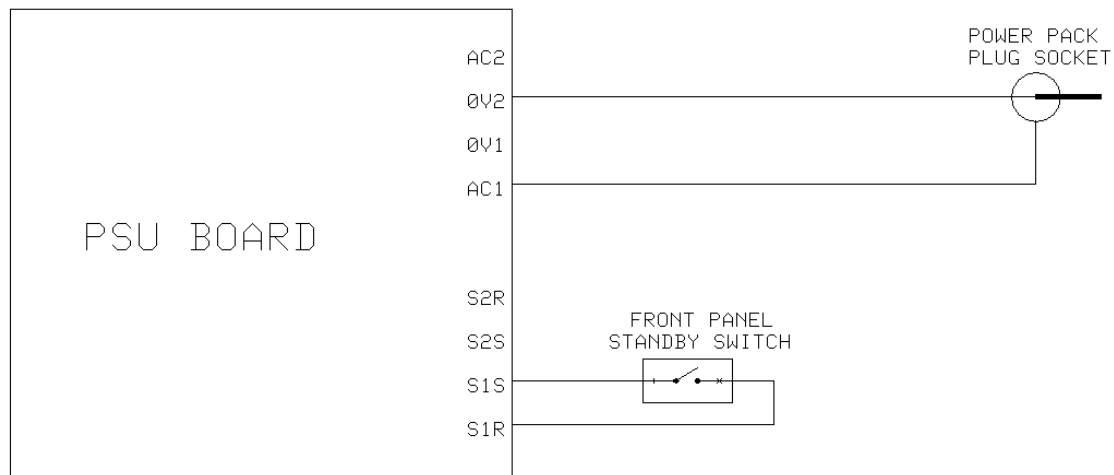 POWER PACK
PLUG SOCKET
AC2
0V2
0V1
AC1
PSU BOARD
S2R
FRONT PANEL
STANDBY SWITCH
S2S
S1S
S1R